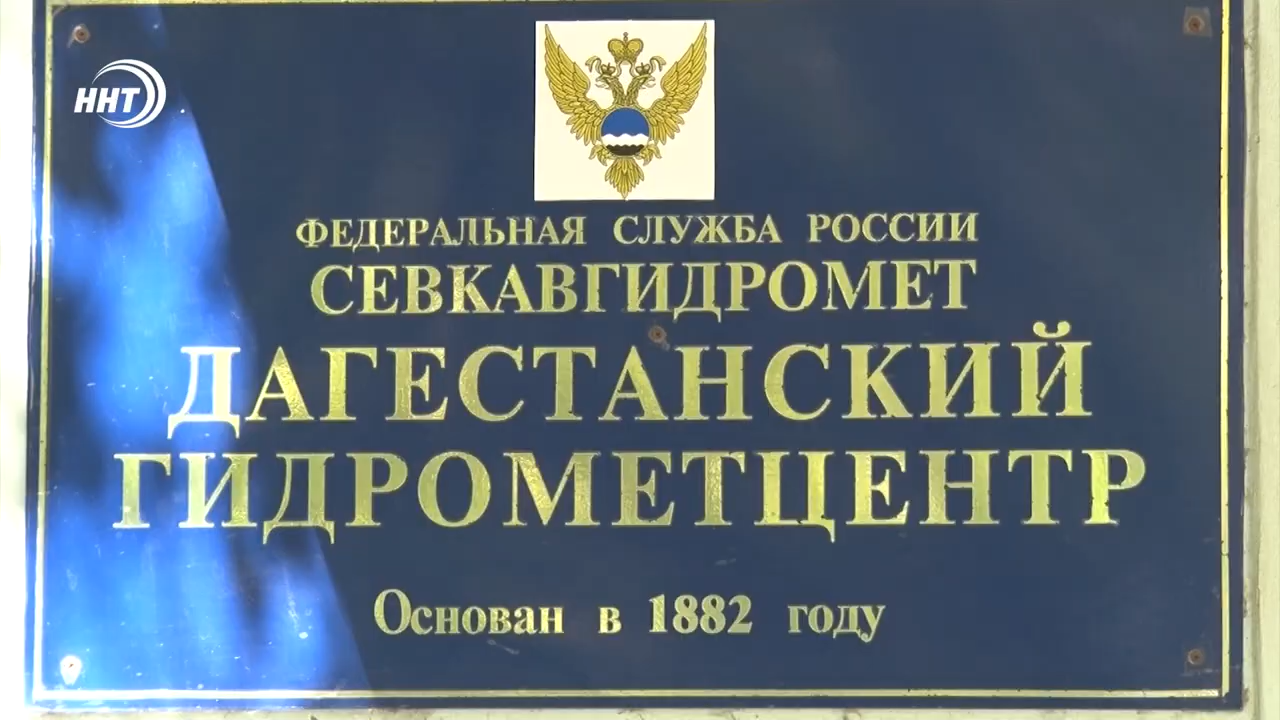 ННТ
ФЕДЕРАЛЬНАЯ СЛУЖБА РОССИИ
СЕВКАВГИДРОМЕТ
ДАГЕСТАНСКИЙ
ГИДРОМЕТЦЕНТР
Основан в 1882 году